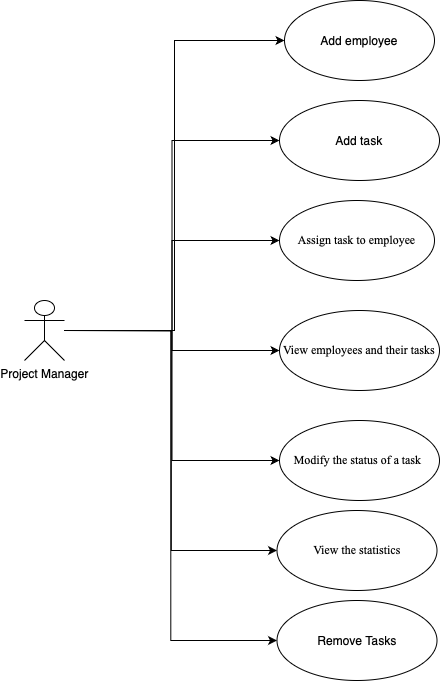 Add employee
Add task
Assign task to employee
Project Manager
View employees and their tasks
Modify the status of a task
View the statistics
Remove Tasks